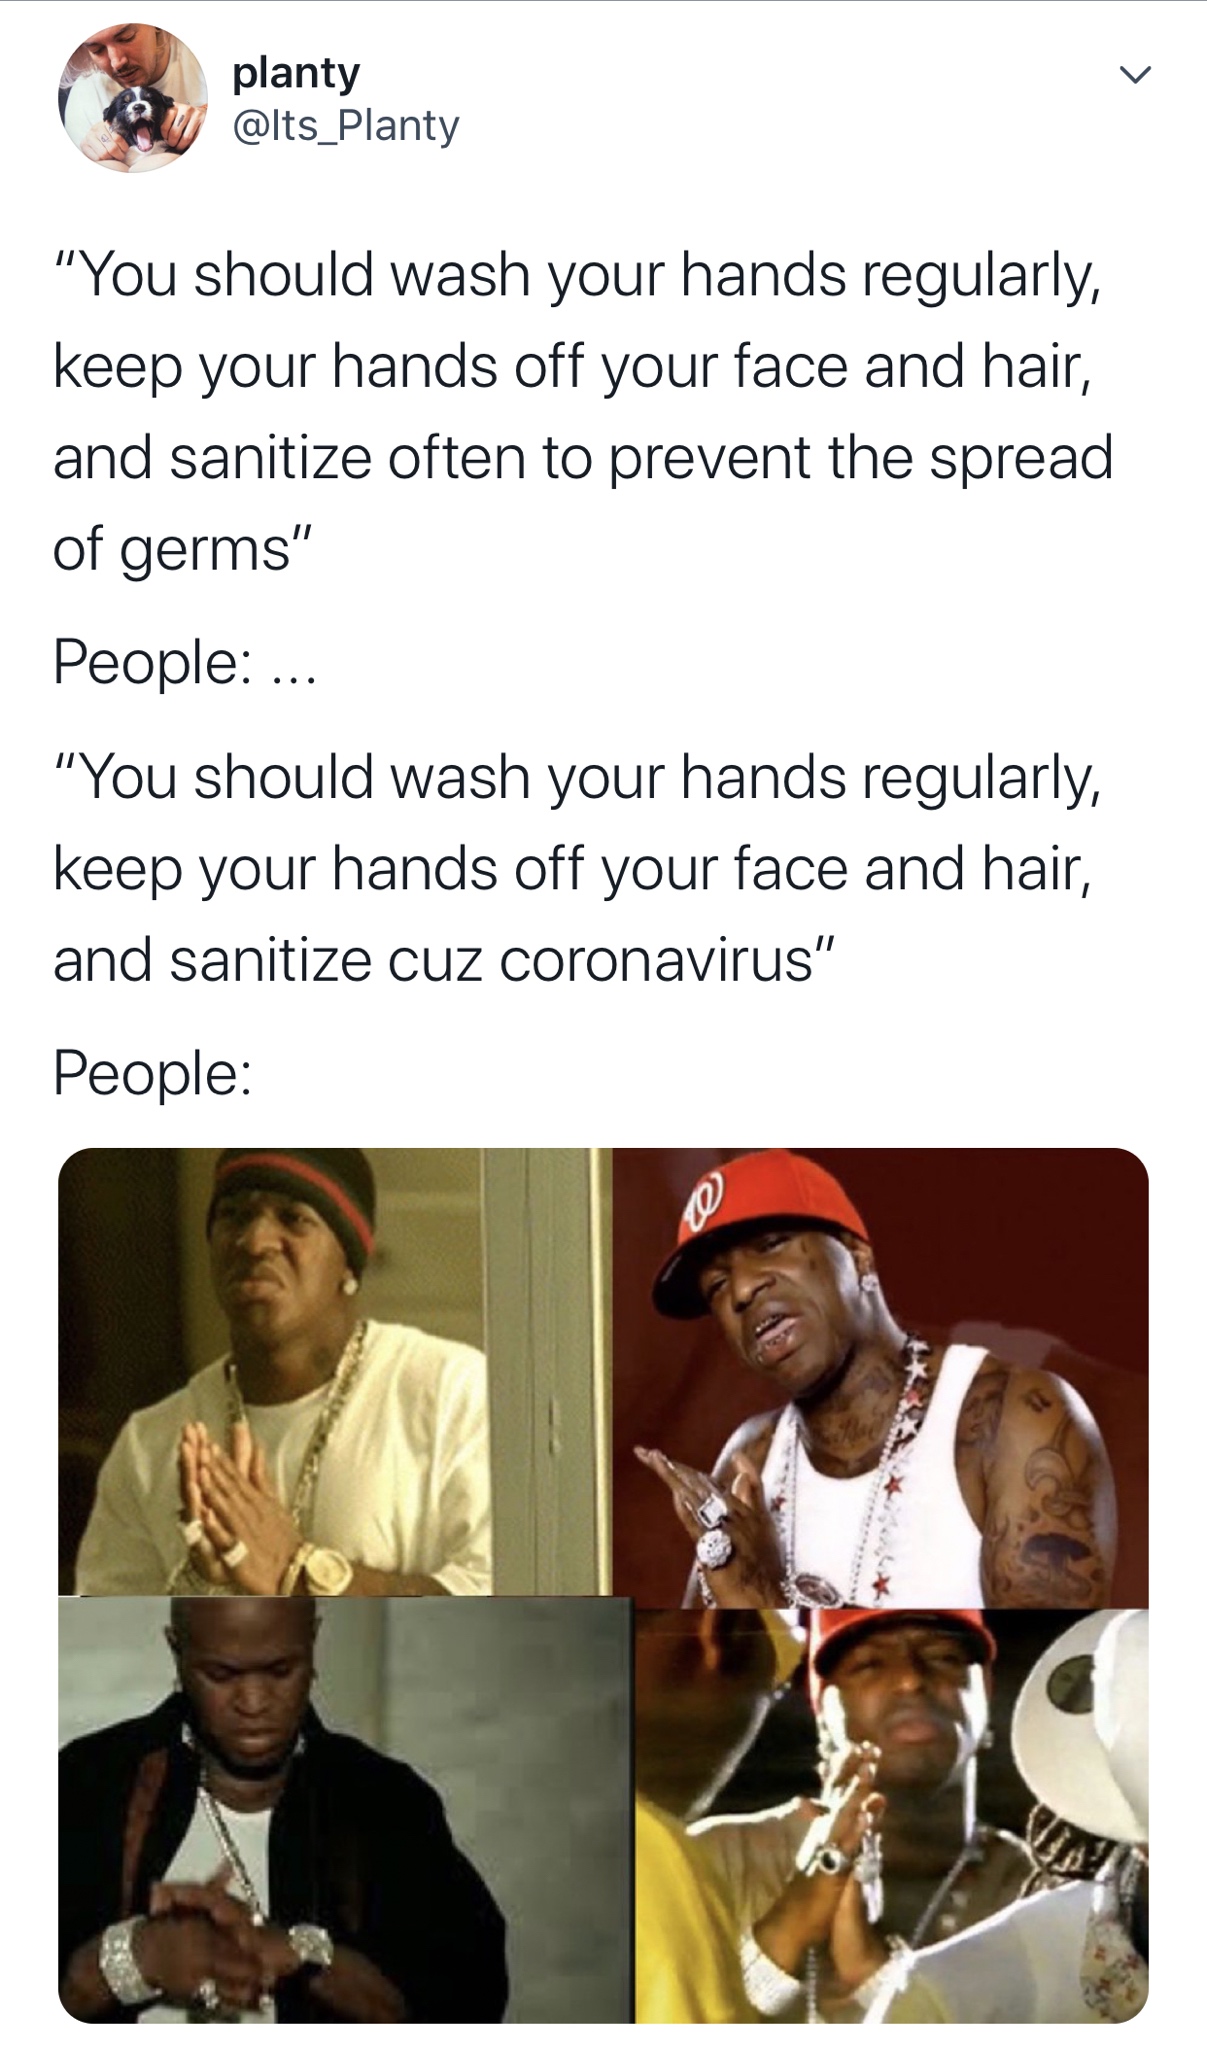 planty
@Its_Planty
“You should wash your hands regularly,
keep your hands off your face and hair,
and sanitize often to prevent the spread
of germs”
People: ...
“You should wash your hands regularly,
keep your hands off your face and hair,
and sanitize cuz coronavirus”
People:
W